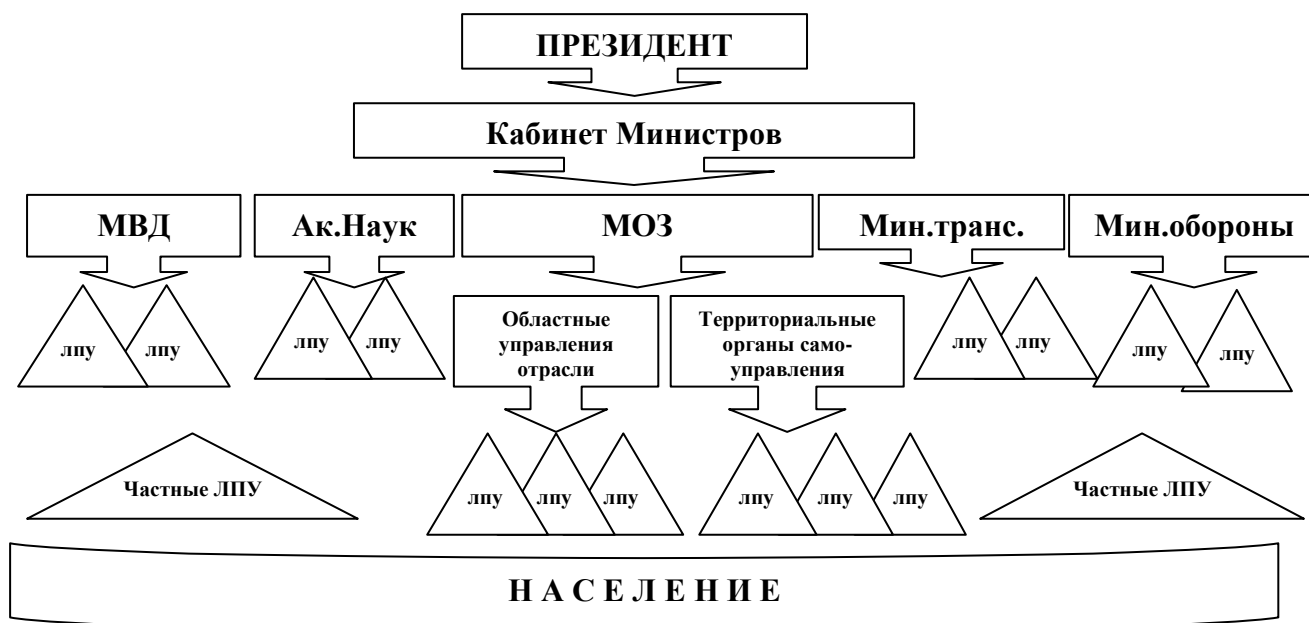 ПРЕЗИДЕНТ
Кабинет Министров
МВД
Ак.Наук
МОЗ
Мин.транс.
Мин.обороны
лпу
лпу
лпу
лпу
Областные
управления
отрасли
Территориальные
органы само-
управления
лпу
лпу
лпу
лпу
Частные ЛПУ
лпу
лпу
лпу
лпу
лпу
лпу
Частные ЛПУ
Н А С Е Л Е Н И Е